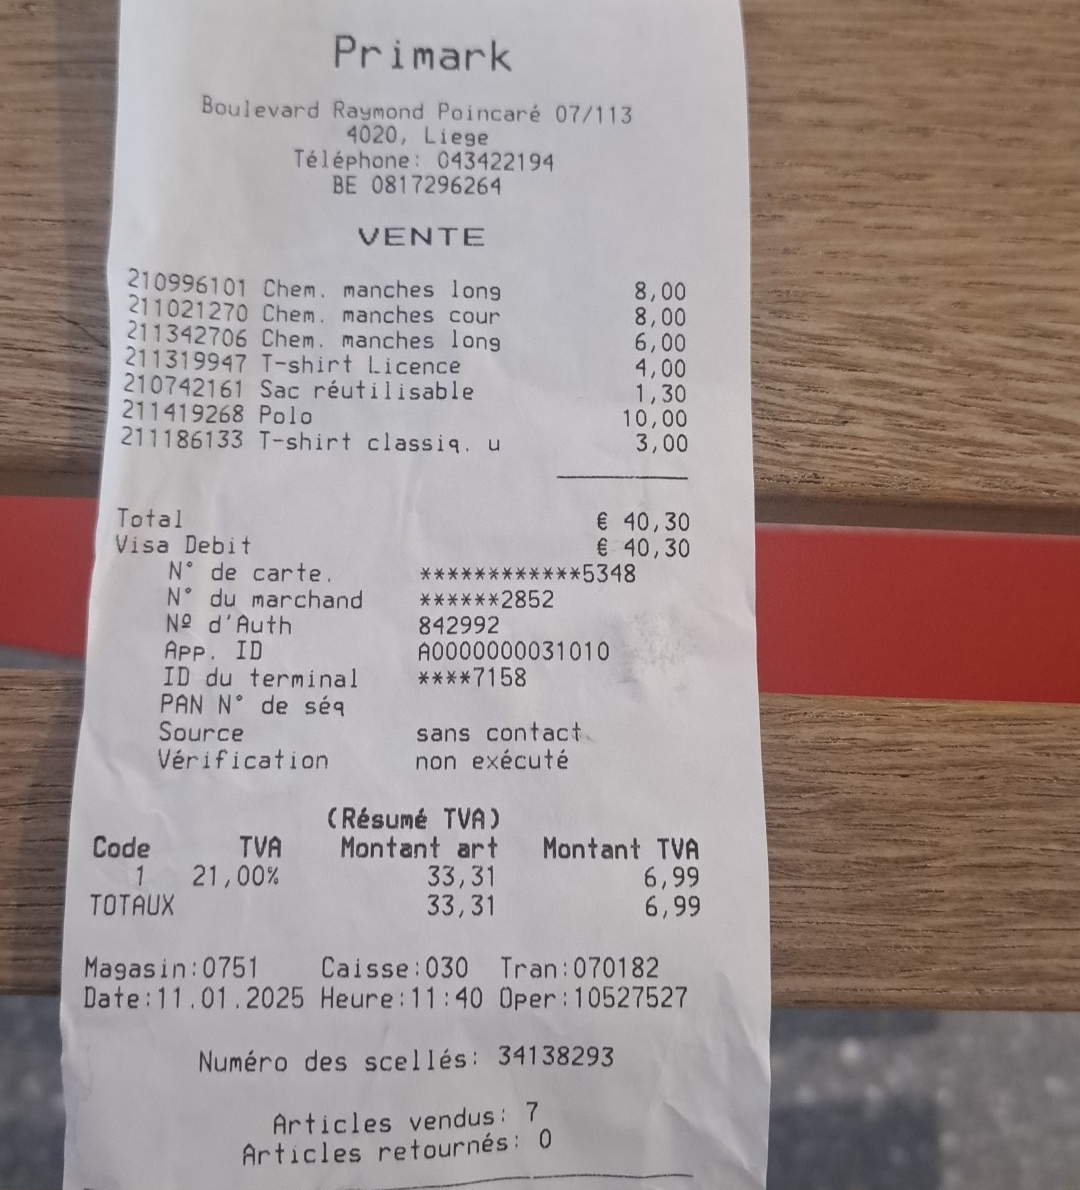 Primark
Boulevard Raymond Poincaré 07/113
4020, Liege
Téléphone: 043422194
BE 0817296264
VENTE
210996101 Chem. manches long 8,00
211021270 Chem. manches cour 8,00
211342706 Chem. manches long 6,00
211319947 T-shirt Licence 4,00
210742161 Sac réutilisable 1,30
211419268 Polo 10,00
211186133 T-shirt classiq. u 3,00
Total € 40,30
Visa Debit € 40,30
N° de carte. ************5348
N° du marchand ******2852
Nº d'Auth 842992
App. ID A0000000031010
ID du terminal ****7158
PAN N° de séq
Source sans contact
Vérification non exécuté
(Résumé TVA)
Code TVA Montant art Montant TVA
1 21,00% 33,31 6,99
TOTAUX 33,31 6,99
Magasin:0751 Caisse:030 Tran:070182
Date:11.01.2025 Heure:11:40 Oper:10527527
Numéro des scellés: 34138293
Articles vendus: 7
Articles retournés: 0